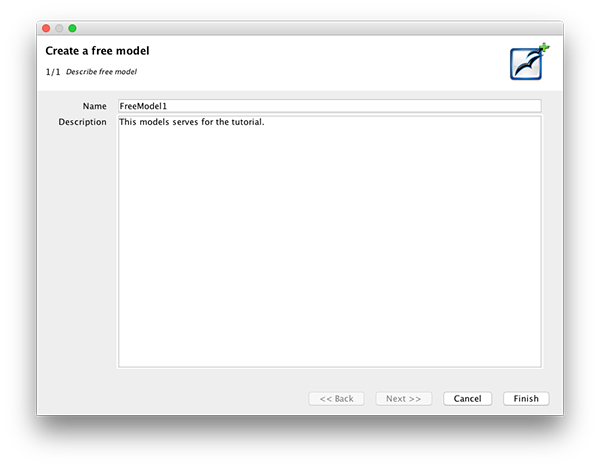 Create a free model
1/1 Describe free model
Name FreeModel1
Description This models serves for the tutorial.
<< Back Next >> Cancel Finish